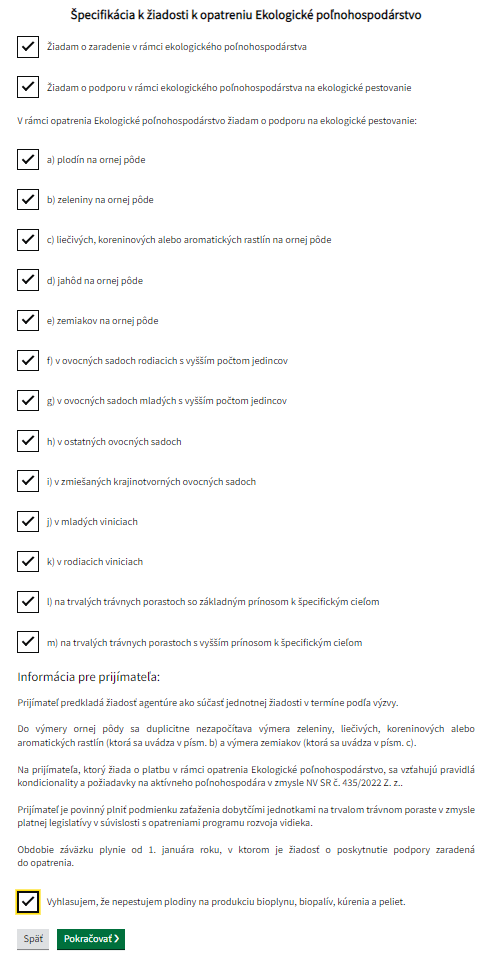 Špecifikácia k žiadosti k opatreniu Ekologické poľnohospodárstvo
Žiadam o zaradenie v rámci ekologického poľnohospodárstva
Žiadam o podporu v rámci ekologického poľnohospodárstva na ekologické pestovanie
V rámci opatrenia Ekologické poľnohospodárstvo žiadam o podporu na ekologické pestovanie:
a) plodín na ornej pôde
b) zeleniny na ornej pôde
c) liečivých, koreninových alebo aromatických rastlín na ornej pôde
d) jahôd na ornej pôde
e) zemiakov na ornej pôde
f) v ovocných sadoch rodiacich s vyšším počtom jedincov
g) v ovocných sadoch mladých s vyšším počtom jedincov
h) v ostatných ovocných sadoch
i) v zmiešaných krajinotvorných ovocných sadoch
j) v mladých viniciach
k) v rodiacich viniciach
l) na trvalých trávnych porastoch so základným prínosom k špecifickým cieľom
m) na trvalých trávnych porastoch s vyšším prínosom k špecifickým cieľom
Informácia pre prijímateľa:
Prijímateľ predkladá žiadosť agentúre ako súčasť jednotnej žiadosti v termíne podľa výzvy.
Do výmery ornej pôdy sa duplicitne nezapočítava výmera zeleniny, liečivých, koreninových alebo
aromatických rastlín (ktorá sa uvádza v písm. b) a výmera zemiakov (ktorá sa uvádza v písm. c).
Na prijímateľa, ktorý žiada o platbu v rámci opatrenia Ekologické poľnohospodárstvo, sa vzťahujú pravidlá
kondicionality a požiadavky na aktívneho poľnohospodára v zmysle NV SR č. 435/2022 Z. z..
Prijímateľ je povinný plniť podmienku zaťaženia dobytčími jednotkami na trvalom trávnom poraste v zmysle
platnej legislatívy v súvislosti s opatreniami programu rozvoja vidieka.
Obdobie záväzku plynie od 1. januára roku, v ktorom je žiadosť o poskytnutie podpory zaradená
do opatrenia.
Vyhlasujem, že nepestujem plodiny na produkciu bioplynu, biopalív, kúrenia a peliet.
Späť Pokračovať